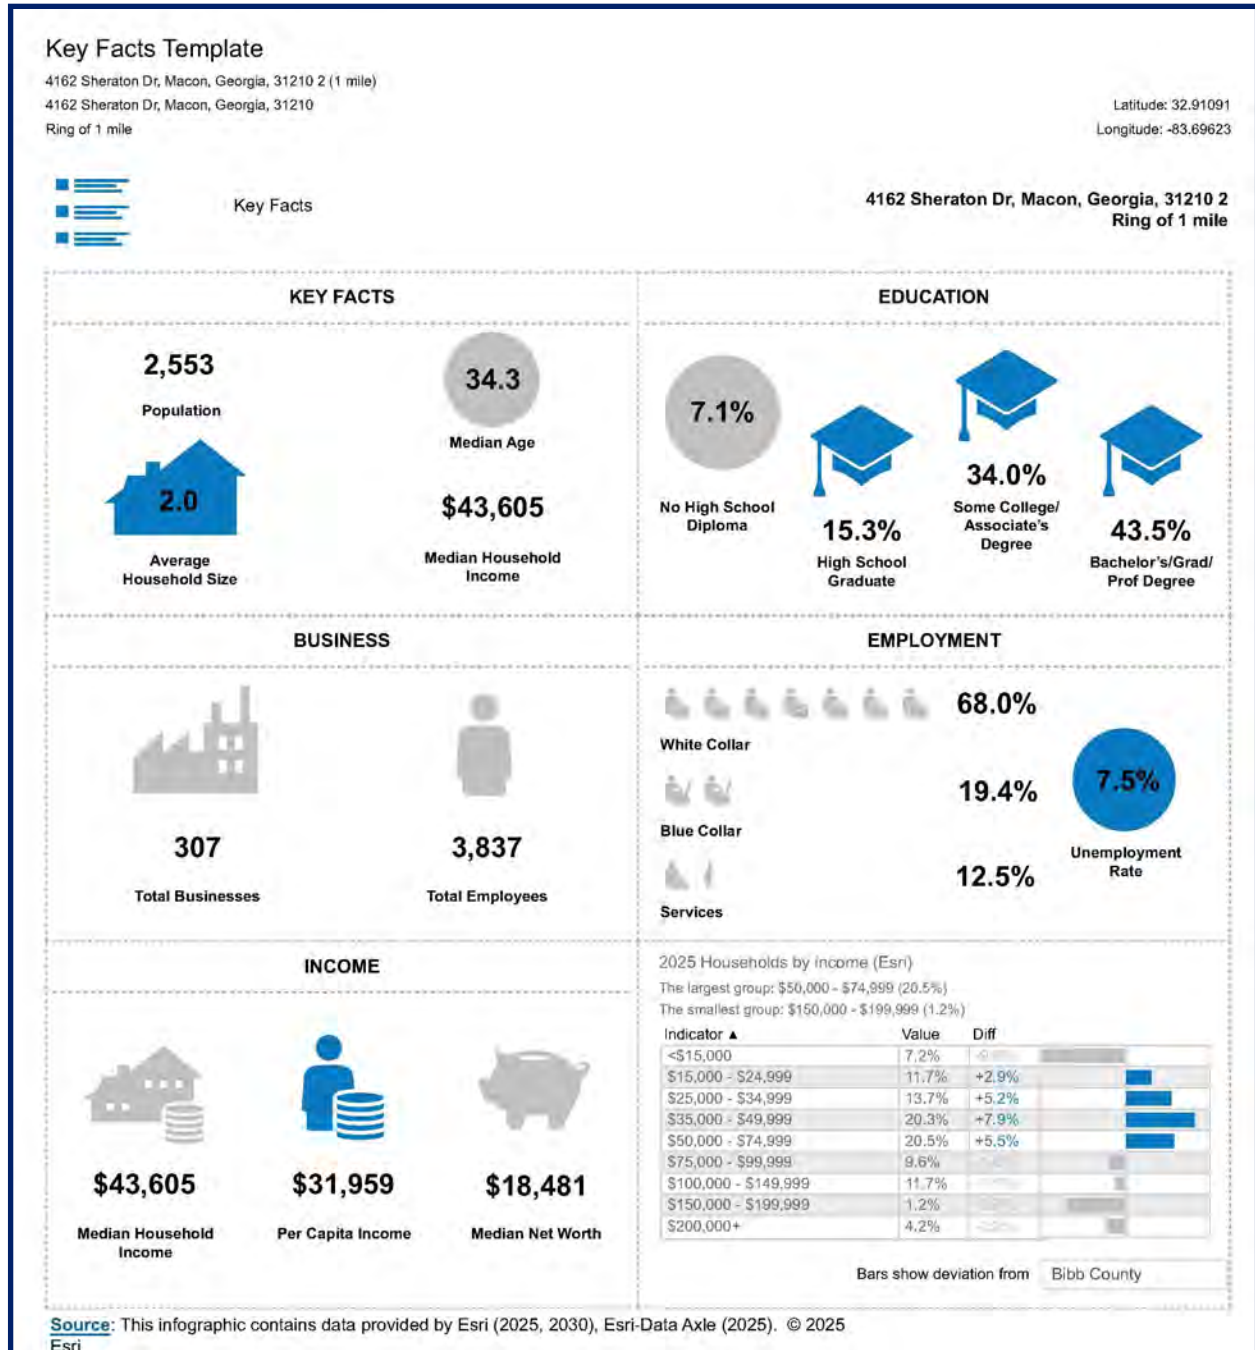 Key Facts Template
4162 Sheraton Dr, Macon, Georgia, 31210 2 (1 mile)
4162 Sheraton Dr, Macon, Georgia, 31210
Ring of 1 mile
Latitude: 32.91091
Longitude: -83.69623
Key Facts
4162 Sheraton Dr, Macon, Georgia, 31210 2
Ring of 1 mile
KEY FACTS
2,553
Population
34.3
Median Age
2.0
Average
Household Size
$43,605
Median Household
Income
EDUCATION
7.1%
No High School
Diploma
15.3%
High School
Graduate
34.0%
Some College/
Associate's
Degree
43.5%
Bachelor's/Grad/
Prof Degree
BUSINESS
307
Total Businesses
3,837
Total Employees
EMPLOYMENT
68.0%
White Collar
19.4%
Blue Collar
12.5%
Services
7.5%
Unemployment
Rate
INCOME
$43,605
Median Household
Income
$31,959
Per Capita Income
$18,481
Median Net Worth
2025 Households by income (Esri)
The largest group: $50,000 - $74,999 (20.5%)
The smallest group: $150,000 - $199,999 (1.2%)
Indicator ▲ Value Diff
<$15,000 7.2%
$15,000 - $24,999 11.7% +2.9%
$25,000 - $34,999 13.7% +5.2%
$35,000 - $49,999 20.3% +7.9%
$50,000 - $74,999 20.5% +5.5%
$75,000 - $99,999 9.6%
$100,000 - $149,999 11.7%
$150,000 - $199,999 1.2%
$200,000+ 4.2%
Bars show deviation from Bibb County
Source: This infographic contains data provided by Esri (2025, 2030), Esri-Data Axle (2025). © 2025
Esri